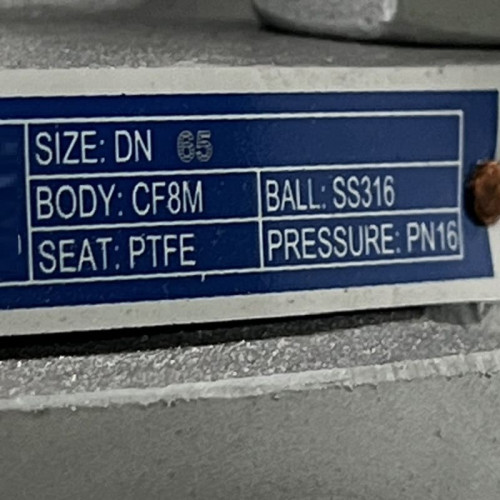 SIZE: DN 65
BODY: CF8M BALL: SS316
SEAT: PTFE PRESSURE: PN16